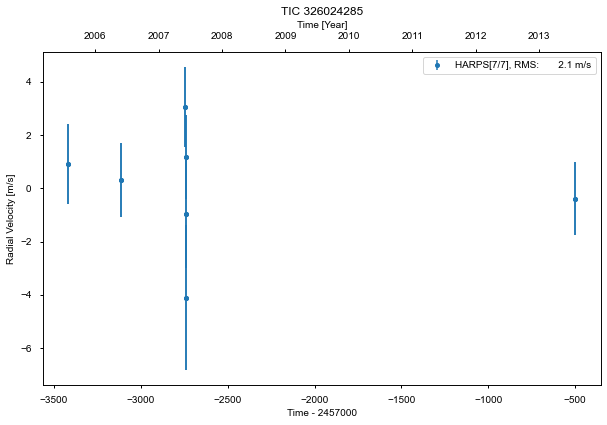 TIC 326024285
Time [Year]
2006 2007 2008 2009 2010 2011 2012 2013
HARPS[7/7], RMS: 2.1 m/s
4
2
0
−2
−4
−6
Radial Velocity [m/s]
−3500 −3000 −2500 −2000 −1500 −1000 −500
Time - 2457000